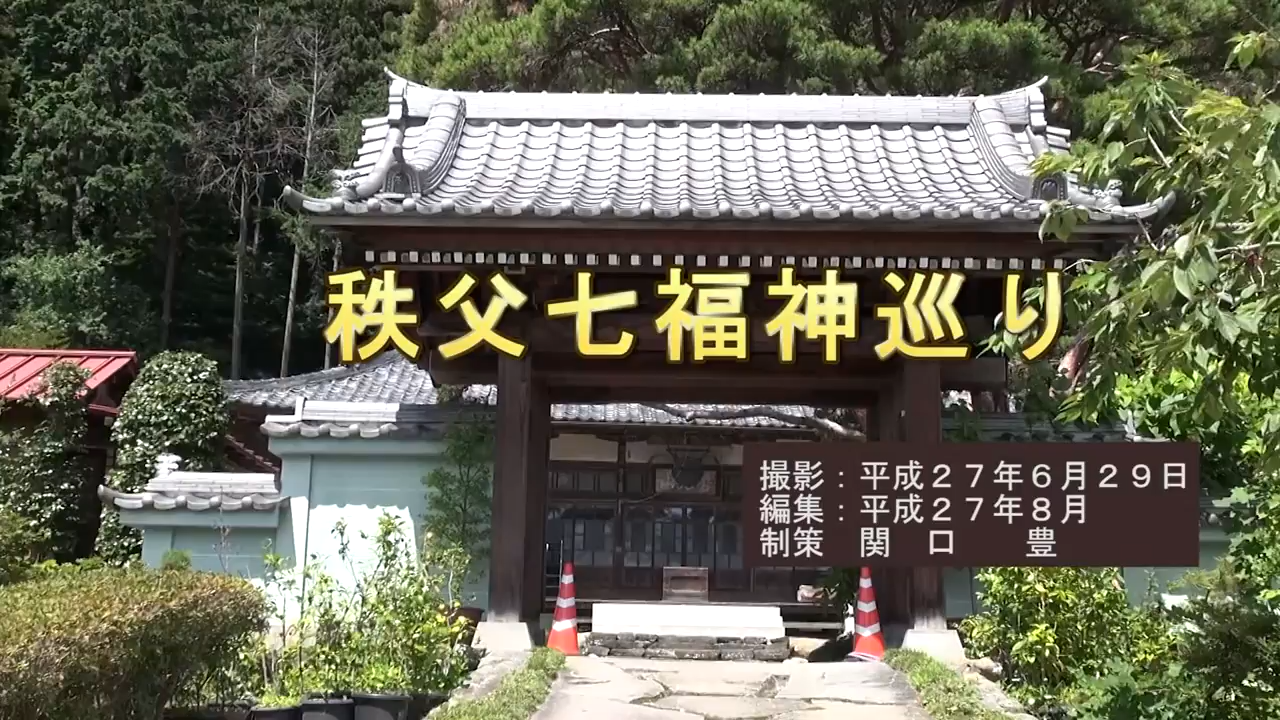 秩父七福神巡り
撮影：平成２７年６月２９日
編集：平成２７年８月
制策　関　口　　豊